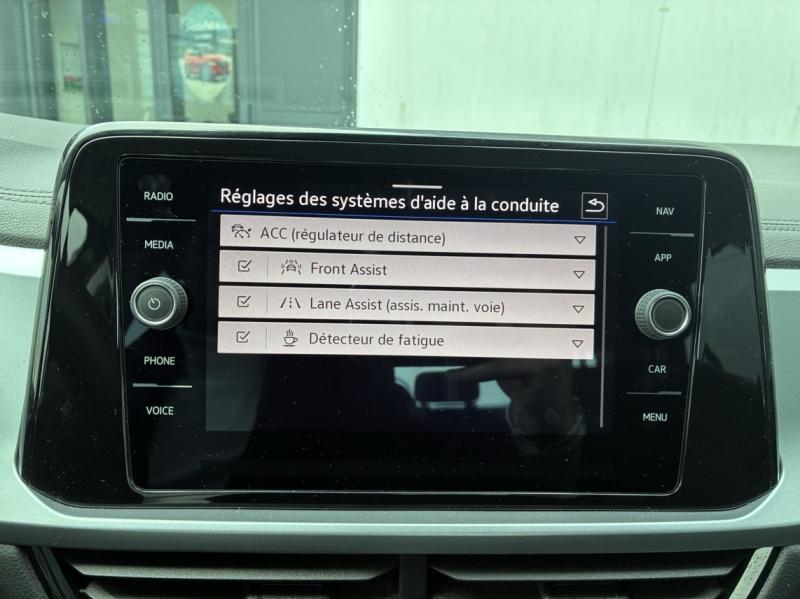 Réglages des systèmes d'aide à la conduite
ACC (régulateur de distance)
Front Assist
Lane Assist (assis. maint. voie)
Détecteur de fatigue
RADIO
MEDIA
PHONE
VOICE
NAV
APP
CAR
MENU